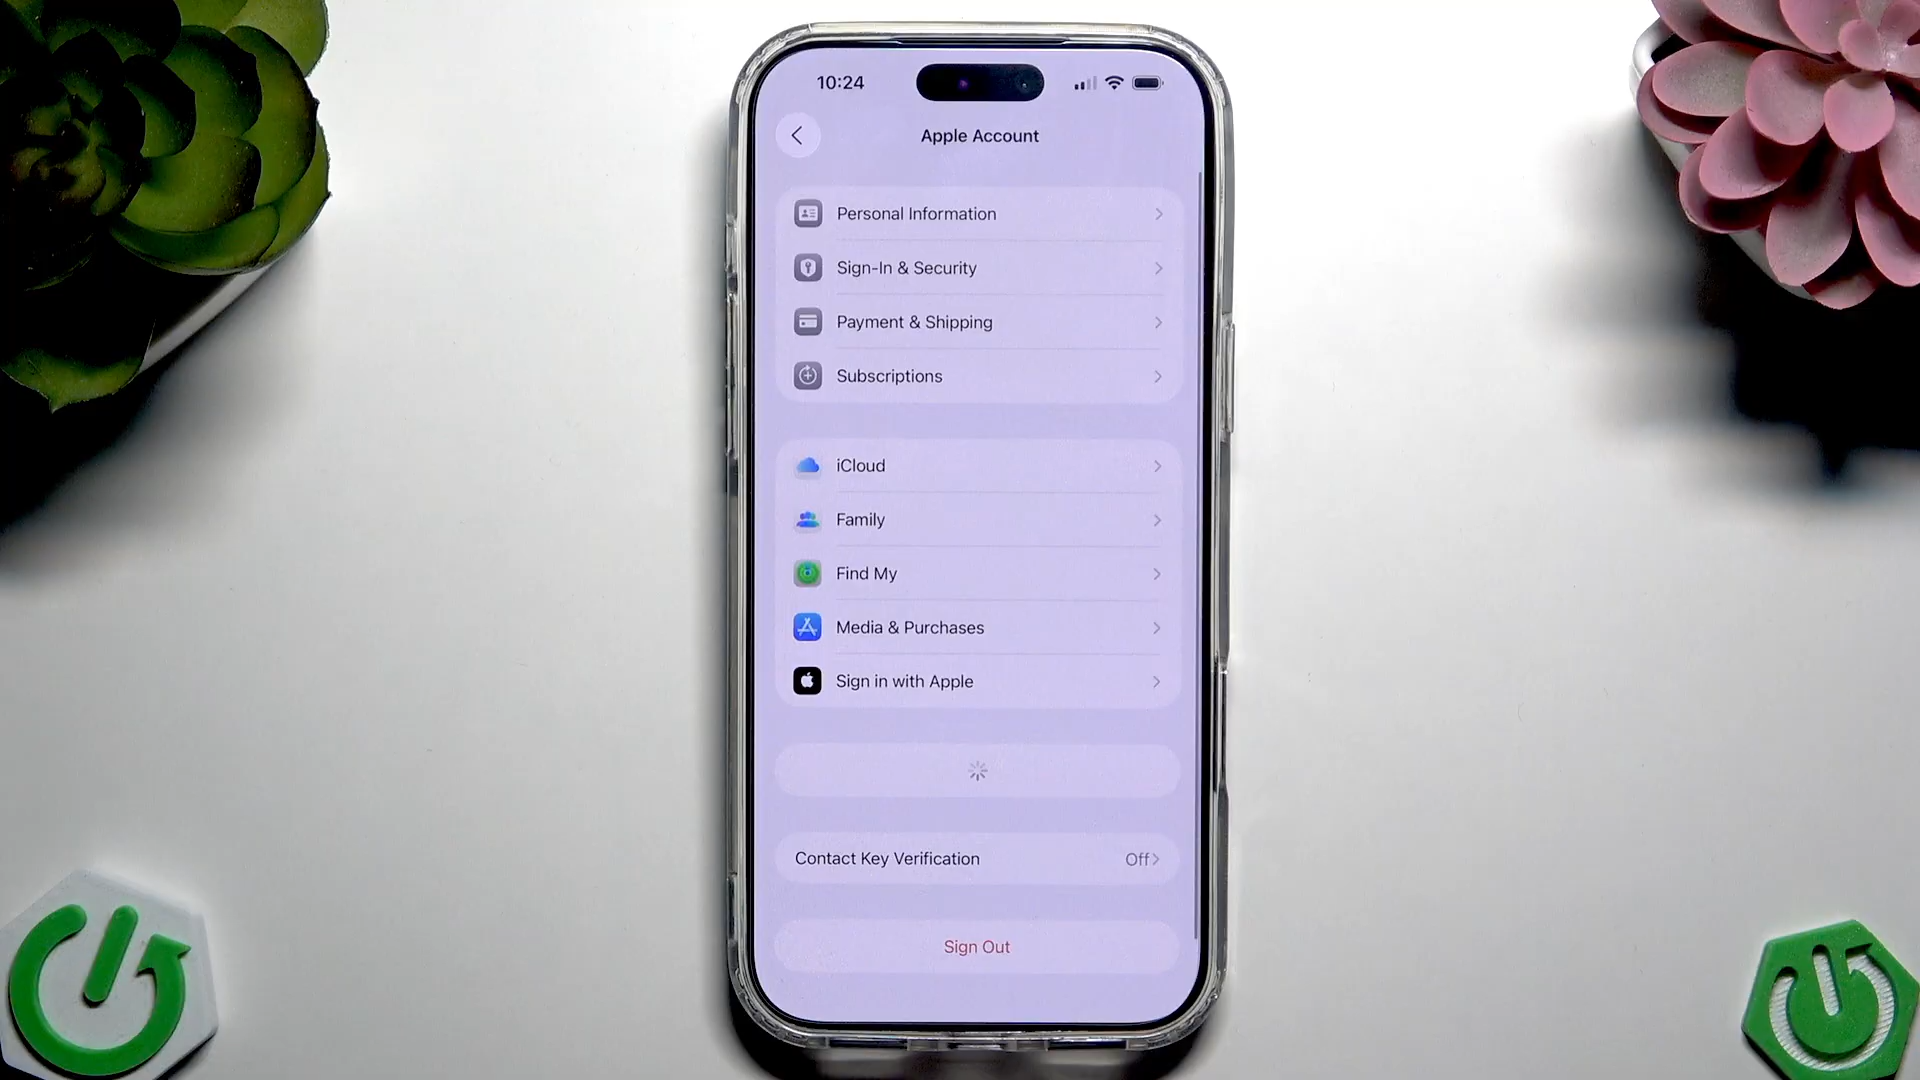 10:24
Apple Account
Personal Information
Sign-In & Security
Payment & Shipping
Subscriptions
iCloud
Family
Find My
Media & Purchases
Sign in with Apple
Contact Key Verification Off
Sign Out